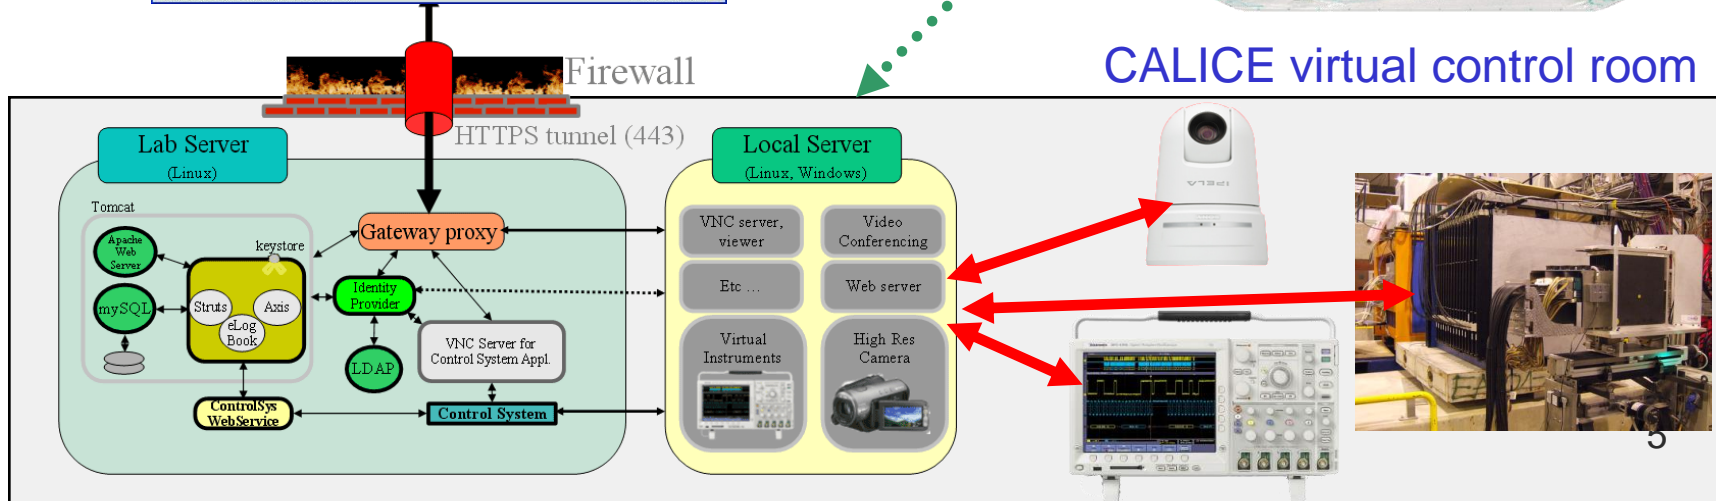 Firewall
CALICE virtual control room
HTTPS tunnel (443)
Lab Server
(Linux)
Tomcat
Apache
Web
Server
mySQL
keystore
Struts
Axis
eLog
Book
ControlSys
WebService
Gateway proxy
Identity
Provider
LDAP
VNC Server for
Control System Appl.
Control System
Local Server
(Linux, Windows)
VNC server,
viewer
Video
Conferencing
Etc ...
Web server
Virtual
Instruments
High Res
Camera
IPELA
Tektronix
5